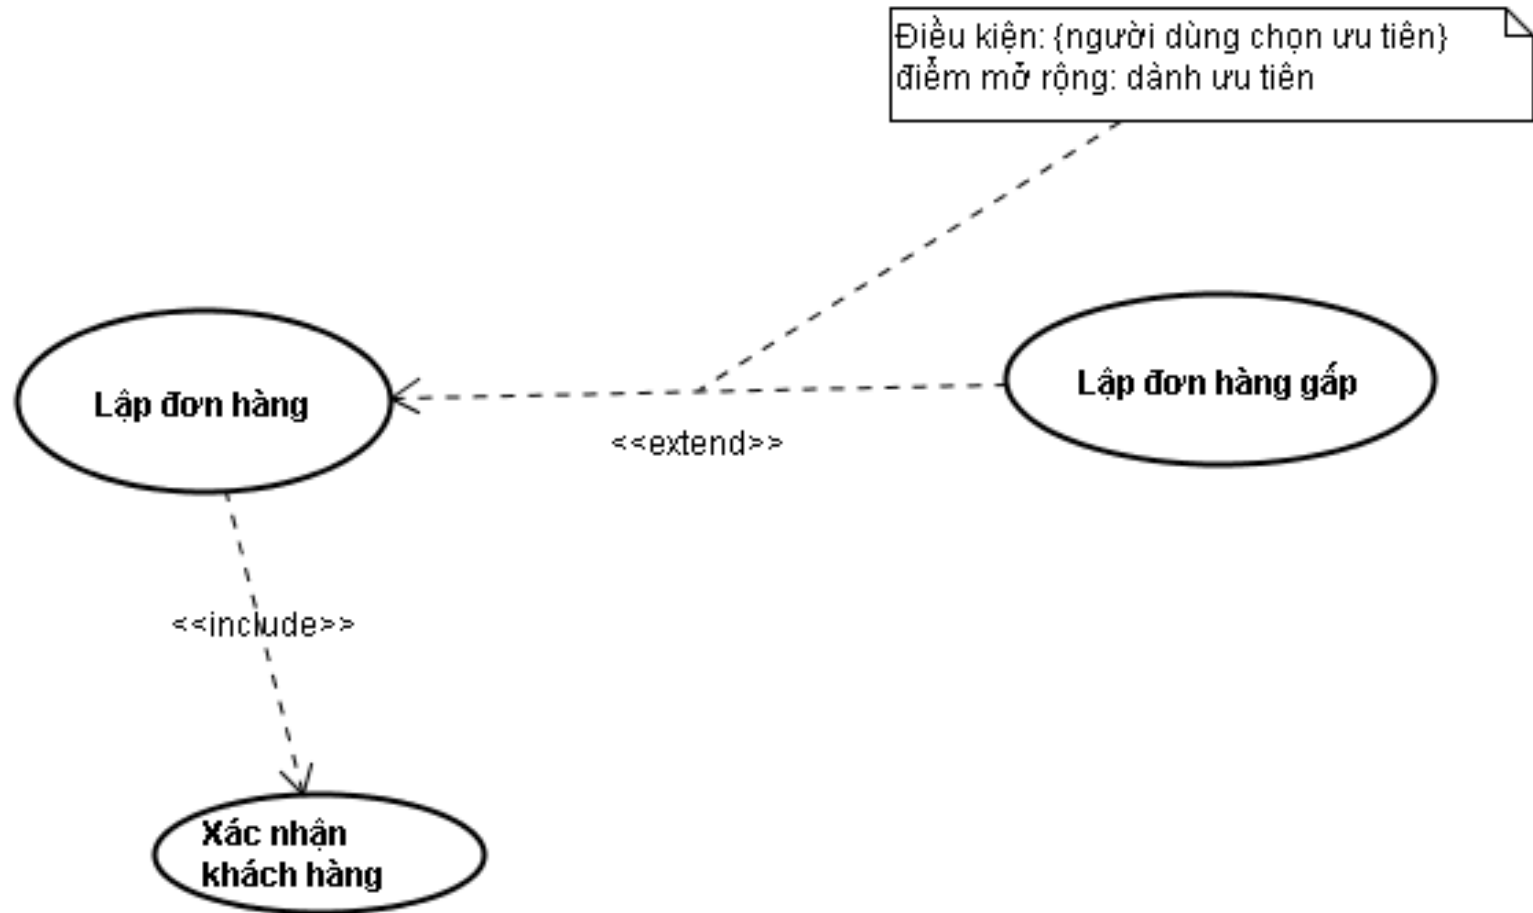 Điều kiện: {người dùng chọn ưu tiên}
điểm mở rộng: dành ưu tiên
Lập đơn hàng
Lập đơn hàng gấp
<<extend>>
<<include>>
Xác nhận
khách hàng